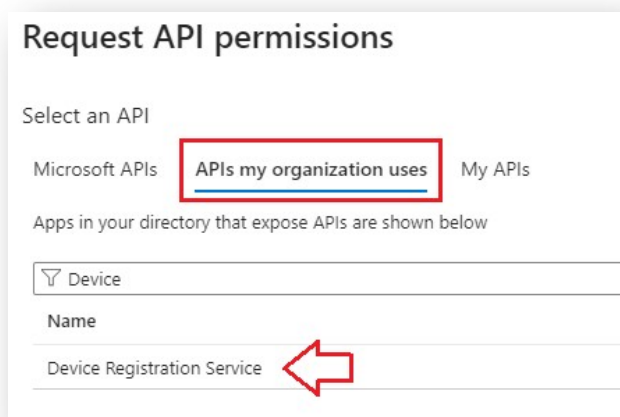 Request API permissions
Select an API
Microsoft APIs APIs my organization uses My APIs
Apps in your directory that expose APIs are shown below
Device
Name
Device Registration Service